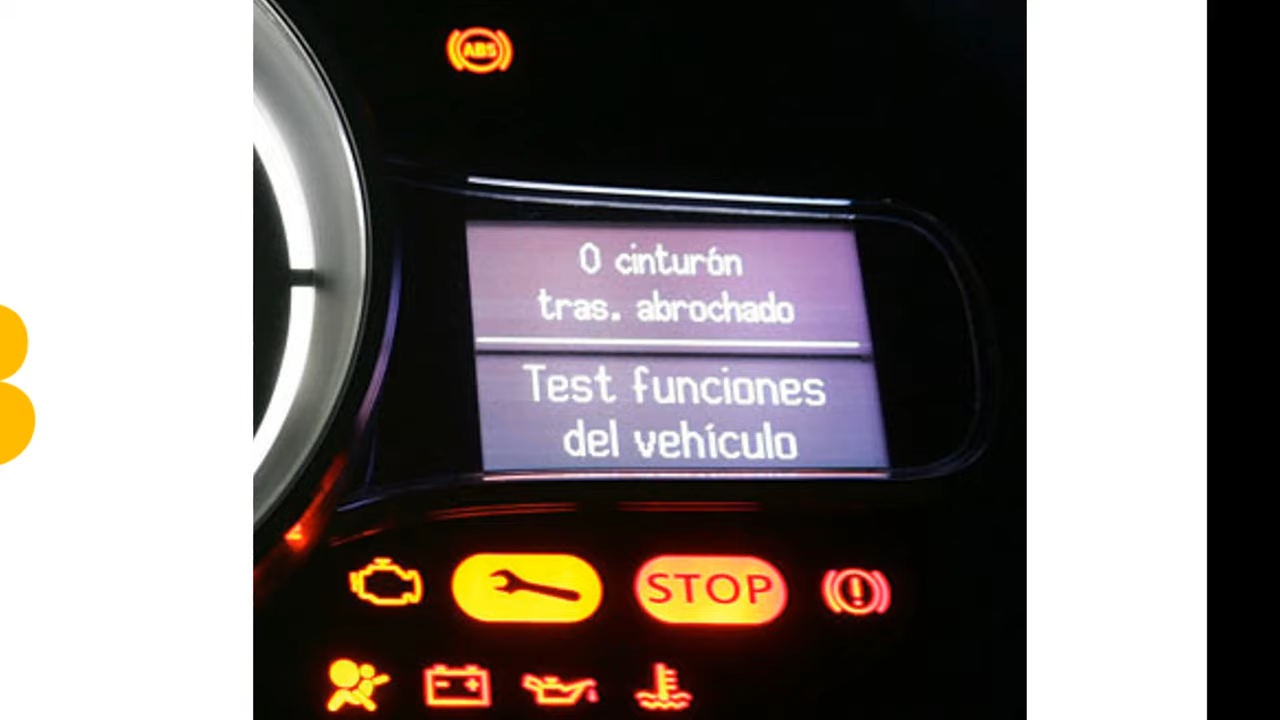 ABS
0 cinturón
tras. abrochado
Test funciones
del vehículo
STOP